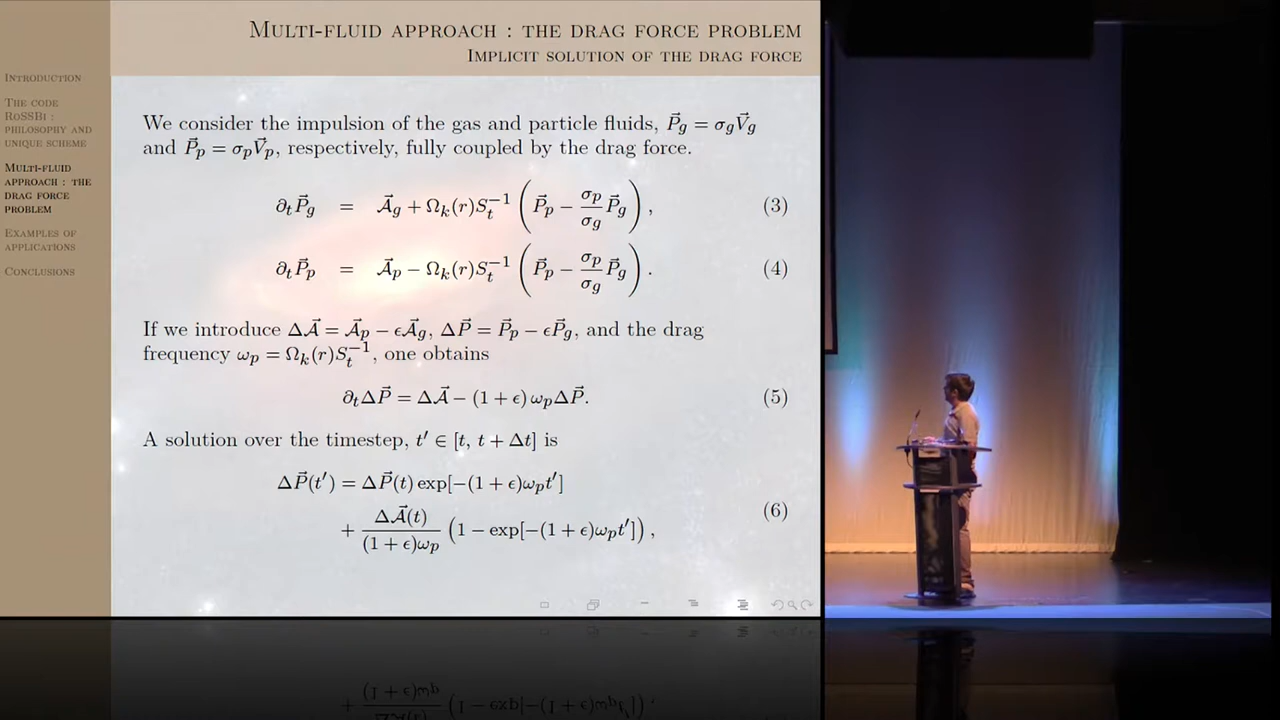 MULTI-FLUID APPROACH : THE DRAG FORCE PROBLEM
IMPLICIT SOLUTION OF THE DRAG FORCE
INTRODUCTION
THE CODE
ROSSBI :
PHILOSOPHY AND
UNIQUE SCHEME
MULTI-FLUID
APPROACH : THE
DRAG FORCE
PROBLEM
EXAMPLES OF
APPLICATIONS
CONCLUSIONS
We consider the impulsion of the gas and particle fluids, $\vec{P}_g = \sigma_g \vec{V}_g$
and $\vec{P}_p = \sigma_p \vec{V}_p$, respectively, fully coupled by the drag force.
$\partial_t \vec{P}_g = \vec{\mathcal{A}}_g + \Omega_k(r) S_t^{-1} \left( \vec{P}_p - \frac{\sigma_p}{\sigma_g} \vec{P}_g \right),$ (3)
$\partial_t \vec{P}_p = \vec{\mathcal{A}}_p - \Omega_k(r) S_t^{-1} \left( \vec{P}_p - \frac{\sigma_p}{\sigma_g} \vec{P}_g \right).$ (4)
If we introduce $\Delta\vec{\mathcal{A}} = \vec{\mathcal{A}}_p - \epsilon \vec{\mathcal{A}}_g$, $\Delta\vec{P} = \vec{P}_p - \epsilon \vec{P}_g$, and the drag
frequency $\omega_p = \Omega_k(r) S_t^{-1}$, one obtains
$\partial_t \Delta\vec{P} = \Delta\vec{\mathcal{A}} - (1 + \epsilon) \omega_p \Delta\vec{P}.$ (5)
A solution over the timestep, $t' \in [t, t + \Delta t]$ is
$\Delta\vec{P}(t') = \Delta\vec{P}(t) \exp[-(1 + \epsilon)\omega_p t']$
$+ \frac{\Delta\vec{\mathcal{A}}(t)}{(1 + \epsilon)\omega_p} \left( 1 - \exp[-(1 + \epsilon)\omega_p t'] \right),$ (6)